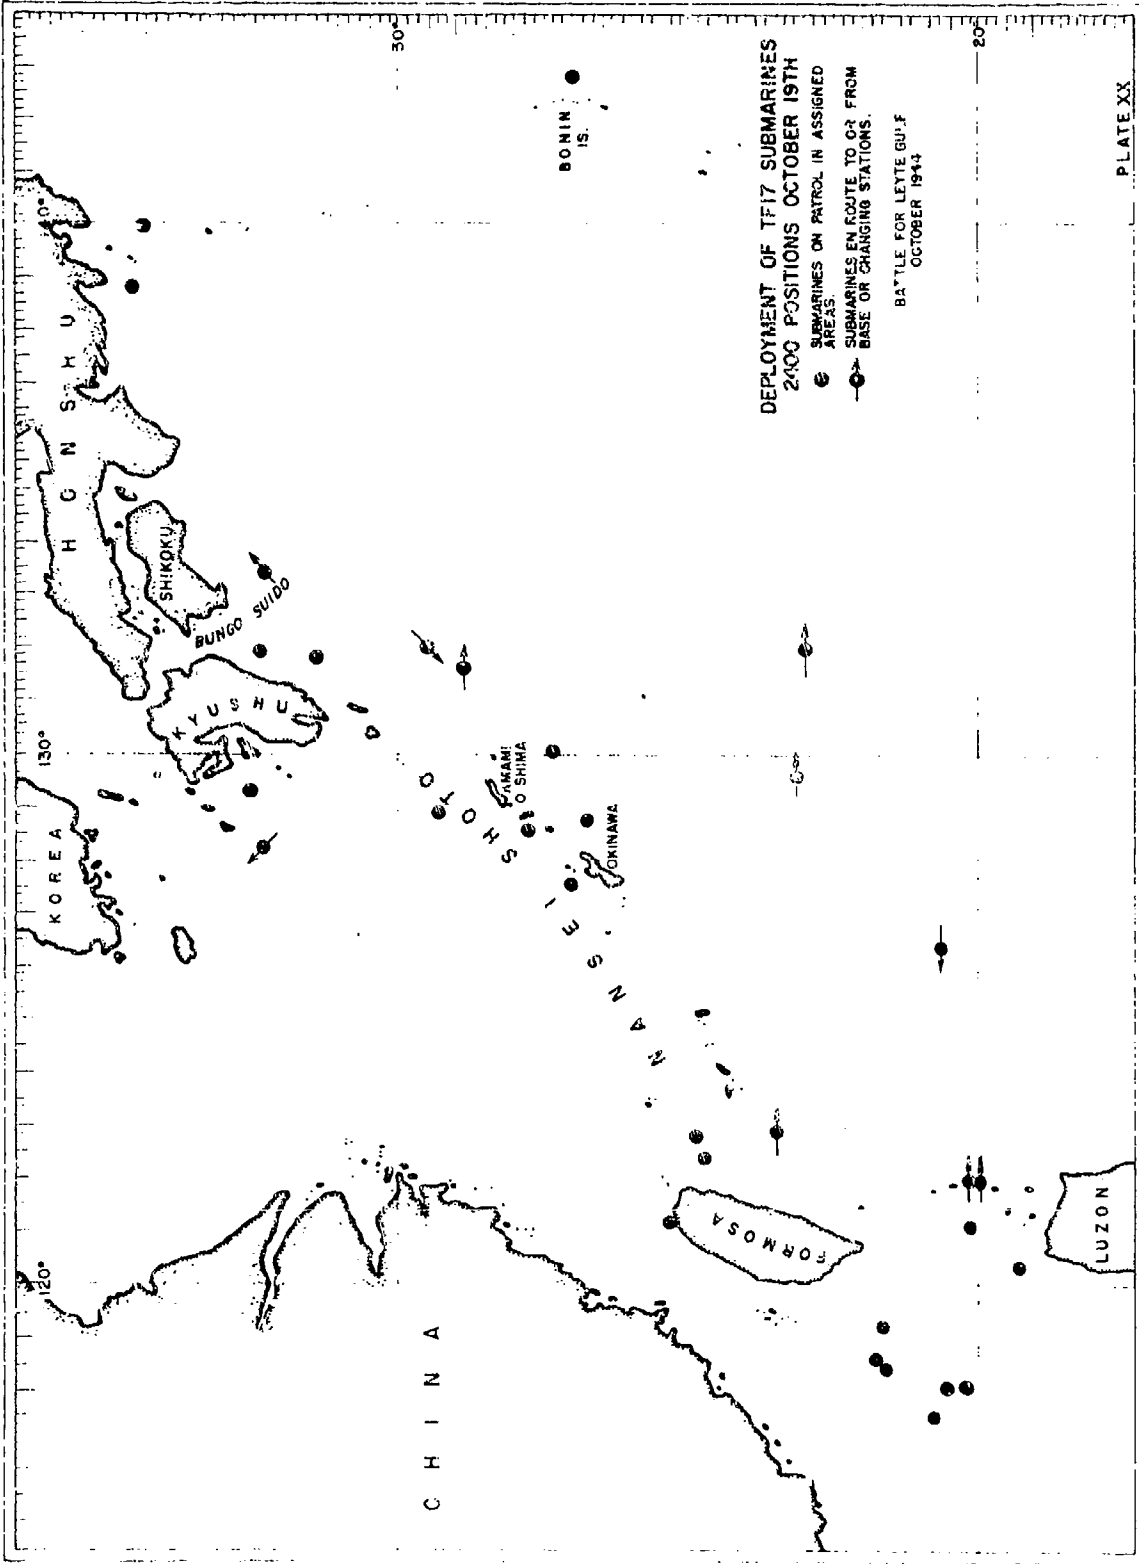 DEPLOYMENT OF TF17 SUBMARINES
2400 POSITIONS OCTOBER 19TH
SUBMARINES ON PATROL IN ASSIGNED
AREAS.
SUBMARINES EN ROUTE TO OR FROM
BASE OR CHANGING STATIONS.
BATTLE FOR LEYTE GULF
OCTOBER 1944
PLATE XX
KOREA
HONSHU
SHIKOKU
BUNGO SUIDO
KYUSHU
BONIN
IS.
AMAMI
O SHIMA
OKINAWA
NANSEI SHOTO
CHINA
FORMOSA
LUZON
120°
130°
40°
30°
20°